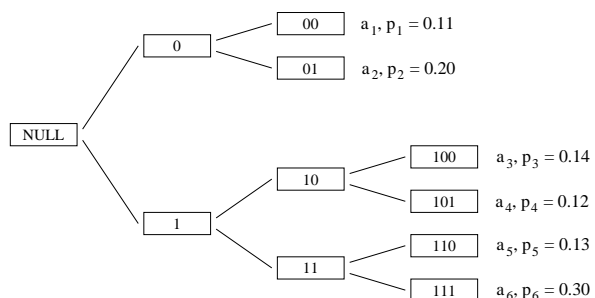 00 a1, p1 = 0.11
0
01 a2, p2 = 0.20
NULL
100 a3, p3 = 0.14
10
101 a4, p4 = 0.12
1
110 a5, p5 = 0.13
11
111 a6, p6 = 0.30